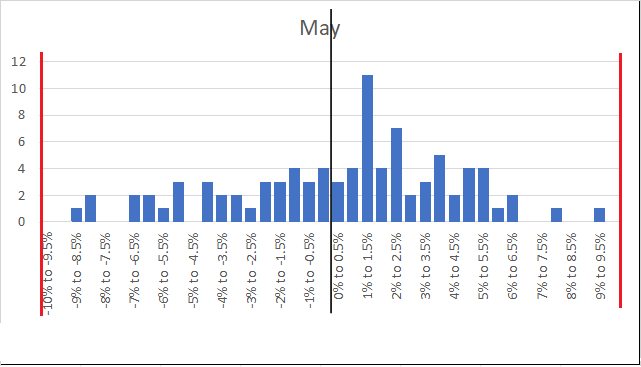 May
12
10
8
6
4
2
0
-10% to -9.5%
-9% to -8.5%
-8% to -7.5%
-7% to -6.5%
-6% to -5.5%
-5% to -4.5%
-4% to -3.5%
-3% to -2.5%
-2% to -1.5%
-1% to -0.5%
0% to 0.5%
1% to 1.5%
2% to 2.5%
3% to 3.5%
4% to 4.5%
5% to 5.5%
6% to 6.5%
7% to 7.5%
8% to 8.5%
9% to 9.5%